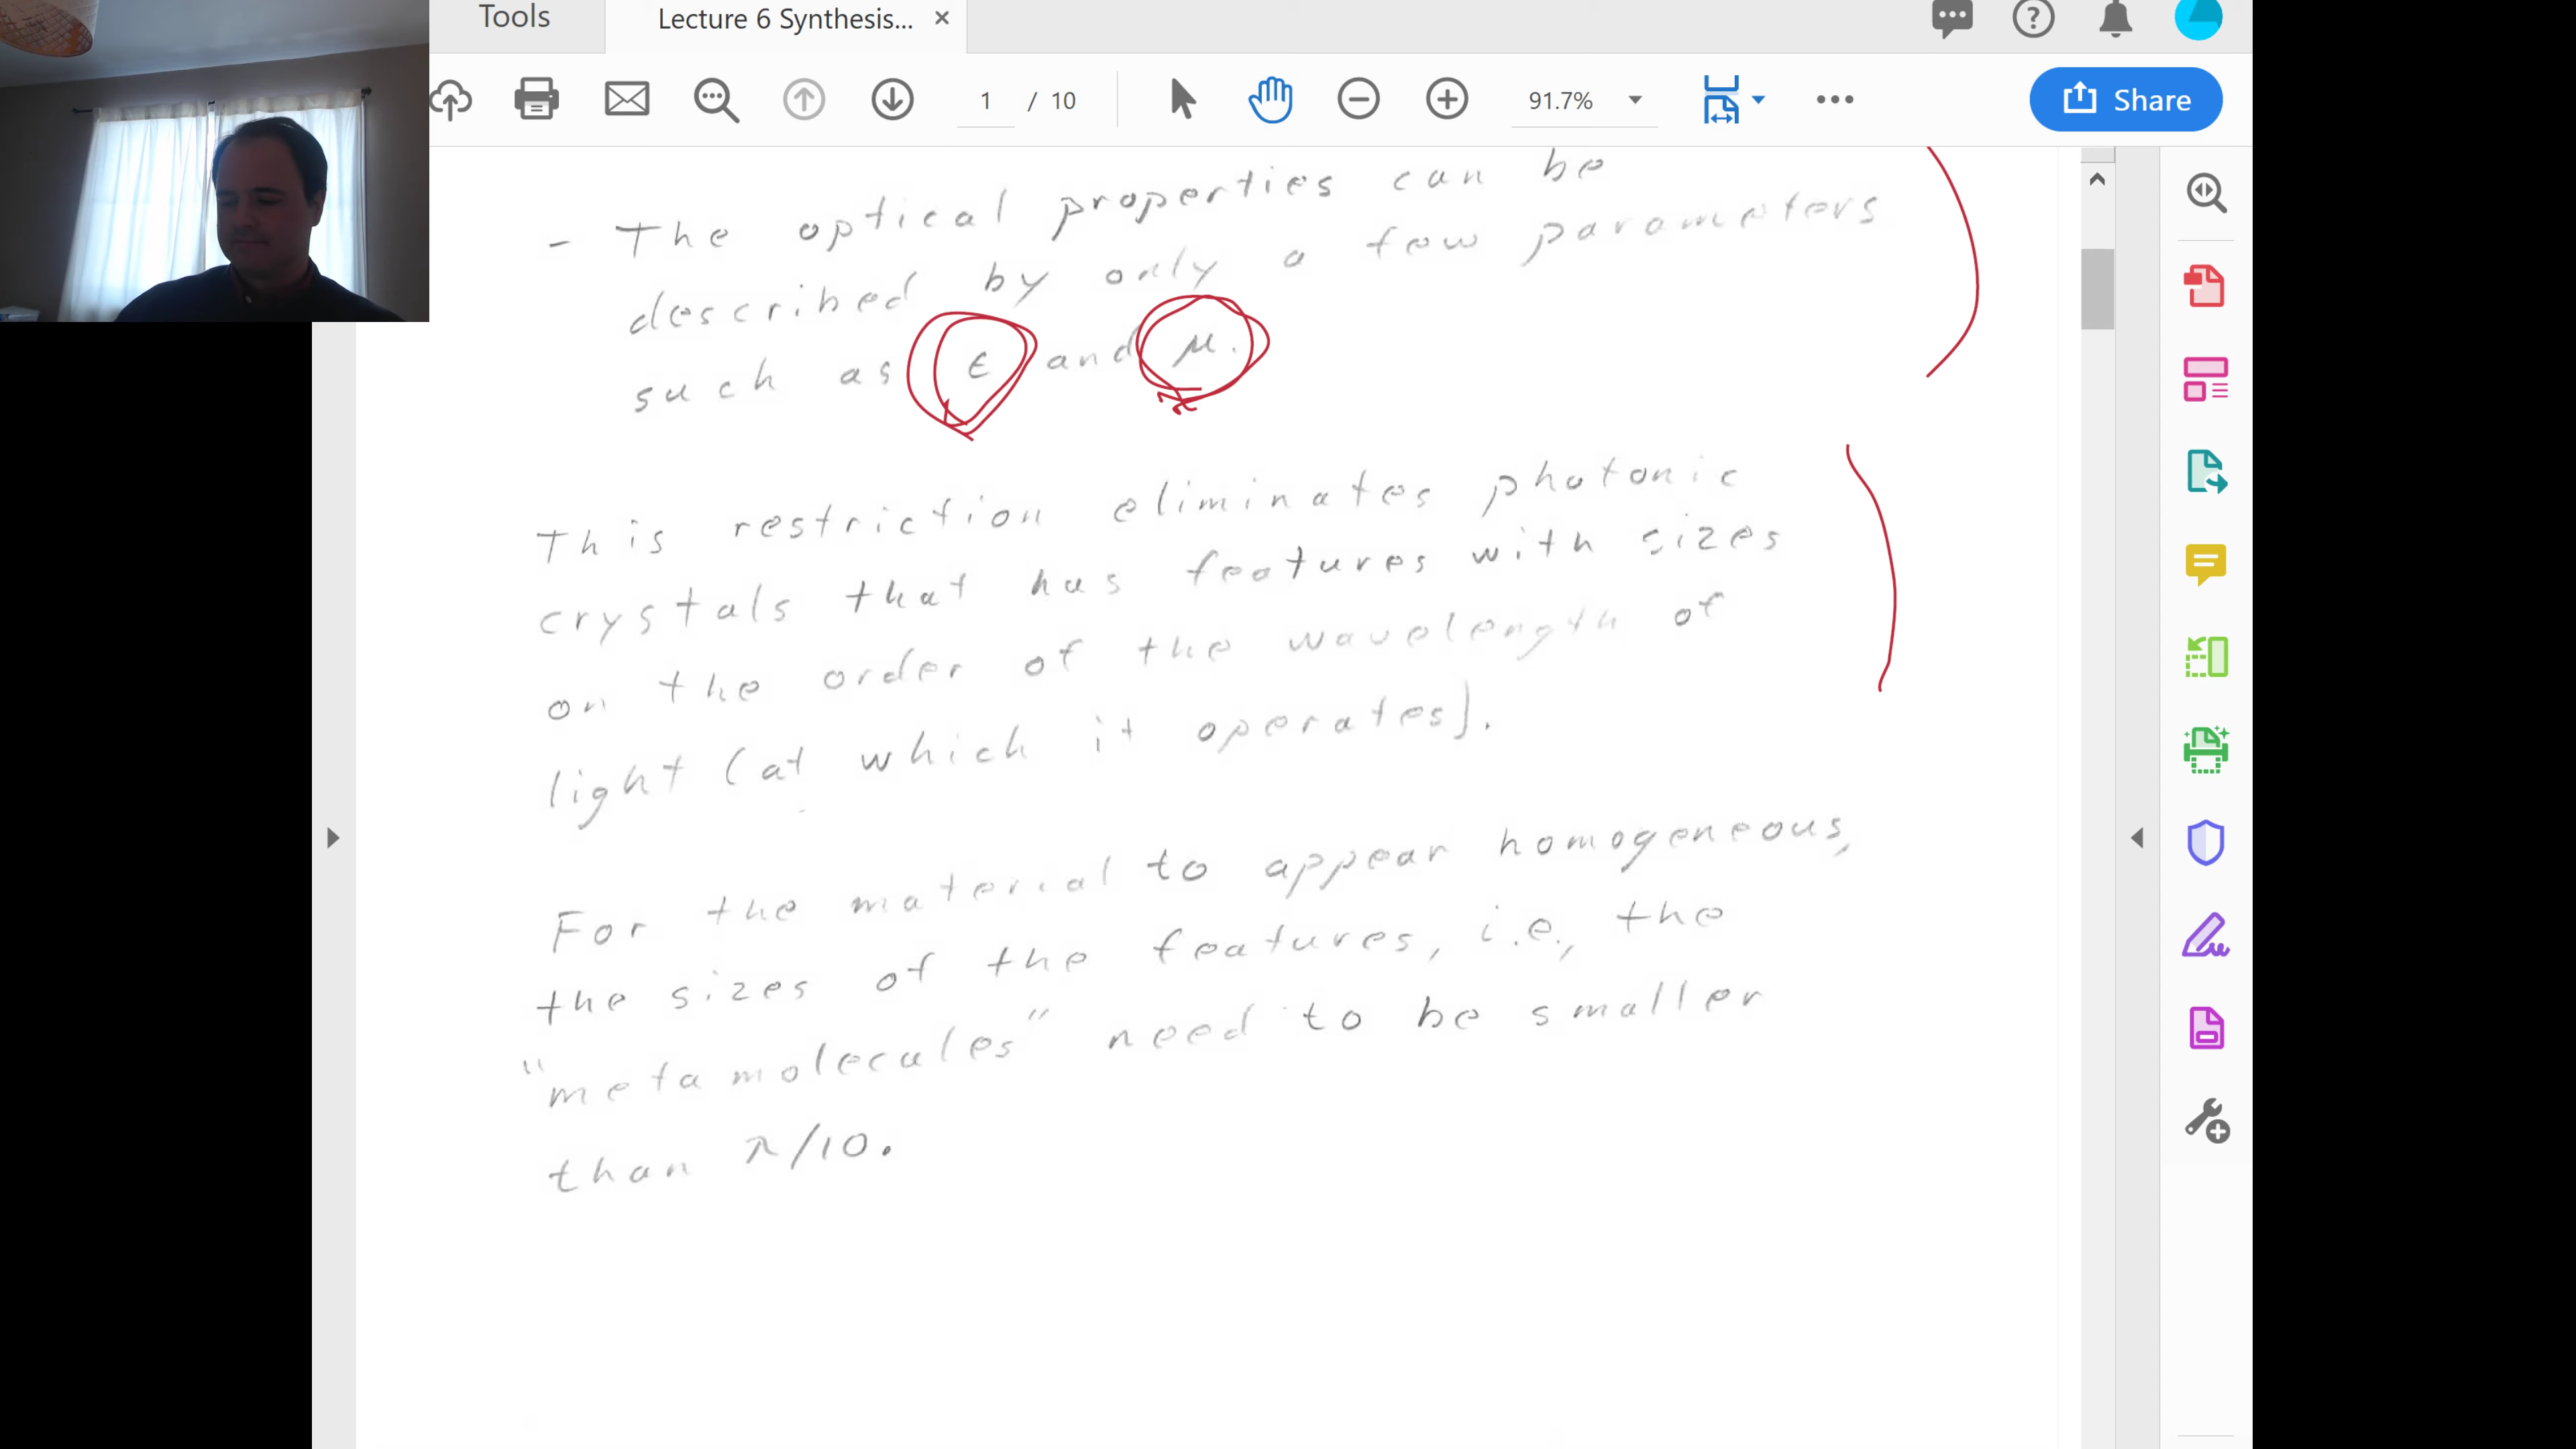 Tools
Lecture 6 Synthesis...
1 / 10
91.7%
Share
- The optical properties can be
described by only a few parameters
such as ϵ and μ.
This restriction eliminates photonic
crystals that has features with sizes
on the order of the wavelength of
light (at which it operates).
For the material to appear homogeneous,
the sizes of the features, i.e., the
"meta molecules" need to be smaller
than λ/10.